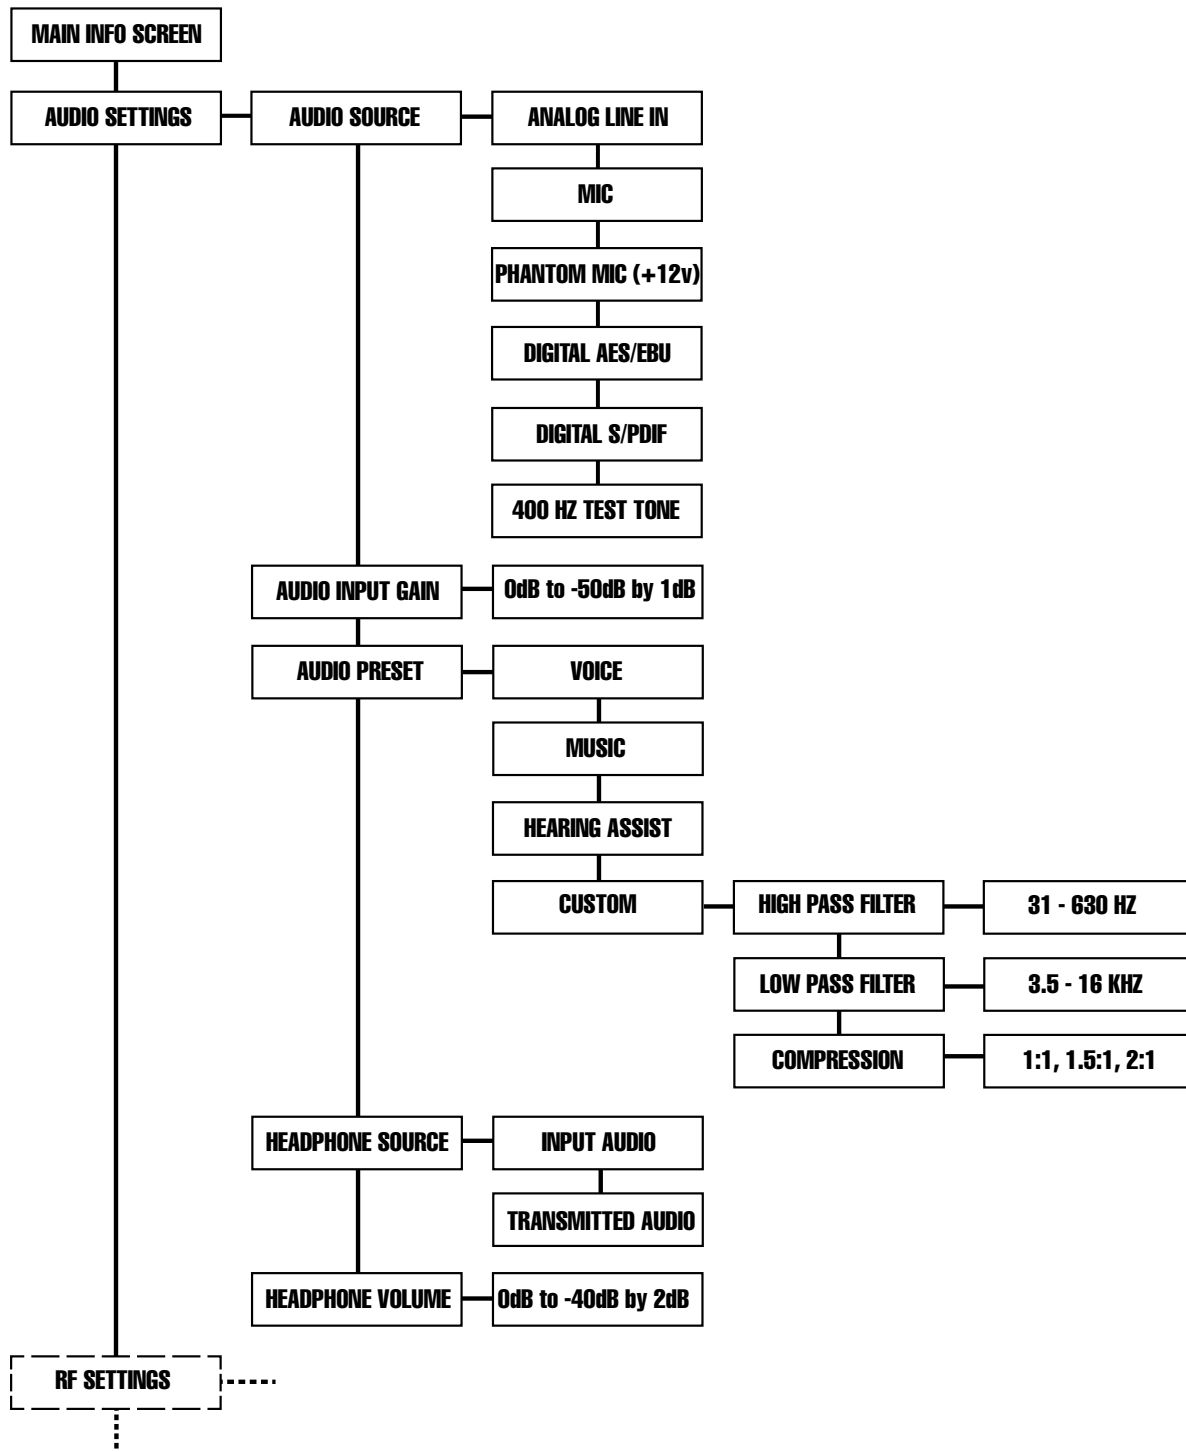 MAIN INFO SCREEN
AUDIO SETTINGS
AUDIO SOURCE
ANALOG LINE IN
MIC
PHANTOM MIC (+12v)
DIGITAL AES/EBU
DIGITAL S/PDIF
400 HZ TEST TONE
AUDIO INPUT GAIN
0dB to -50dB by 1dB
AUDIO PRESET
VOICE
MUSIC
HEARING ASSIST
CUSTOM
HIGH PASS FILTER
31 - 630 HZ
LOW PASS FILTER
3.5 - 16 KHZ
COMPRESSION
1:1, 1.5:1, 2:1
HEADPHONE SOURCE
INPUT AUDIO
TRANSMITTED AUDIO
HEADPHONE VOLUME
0dB to -40dB by 2dB
RF SETTINGS